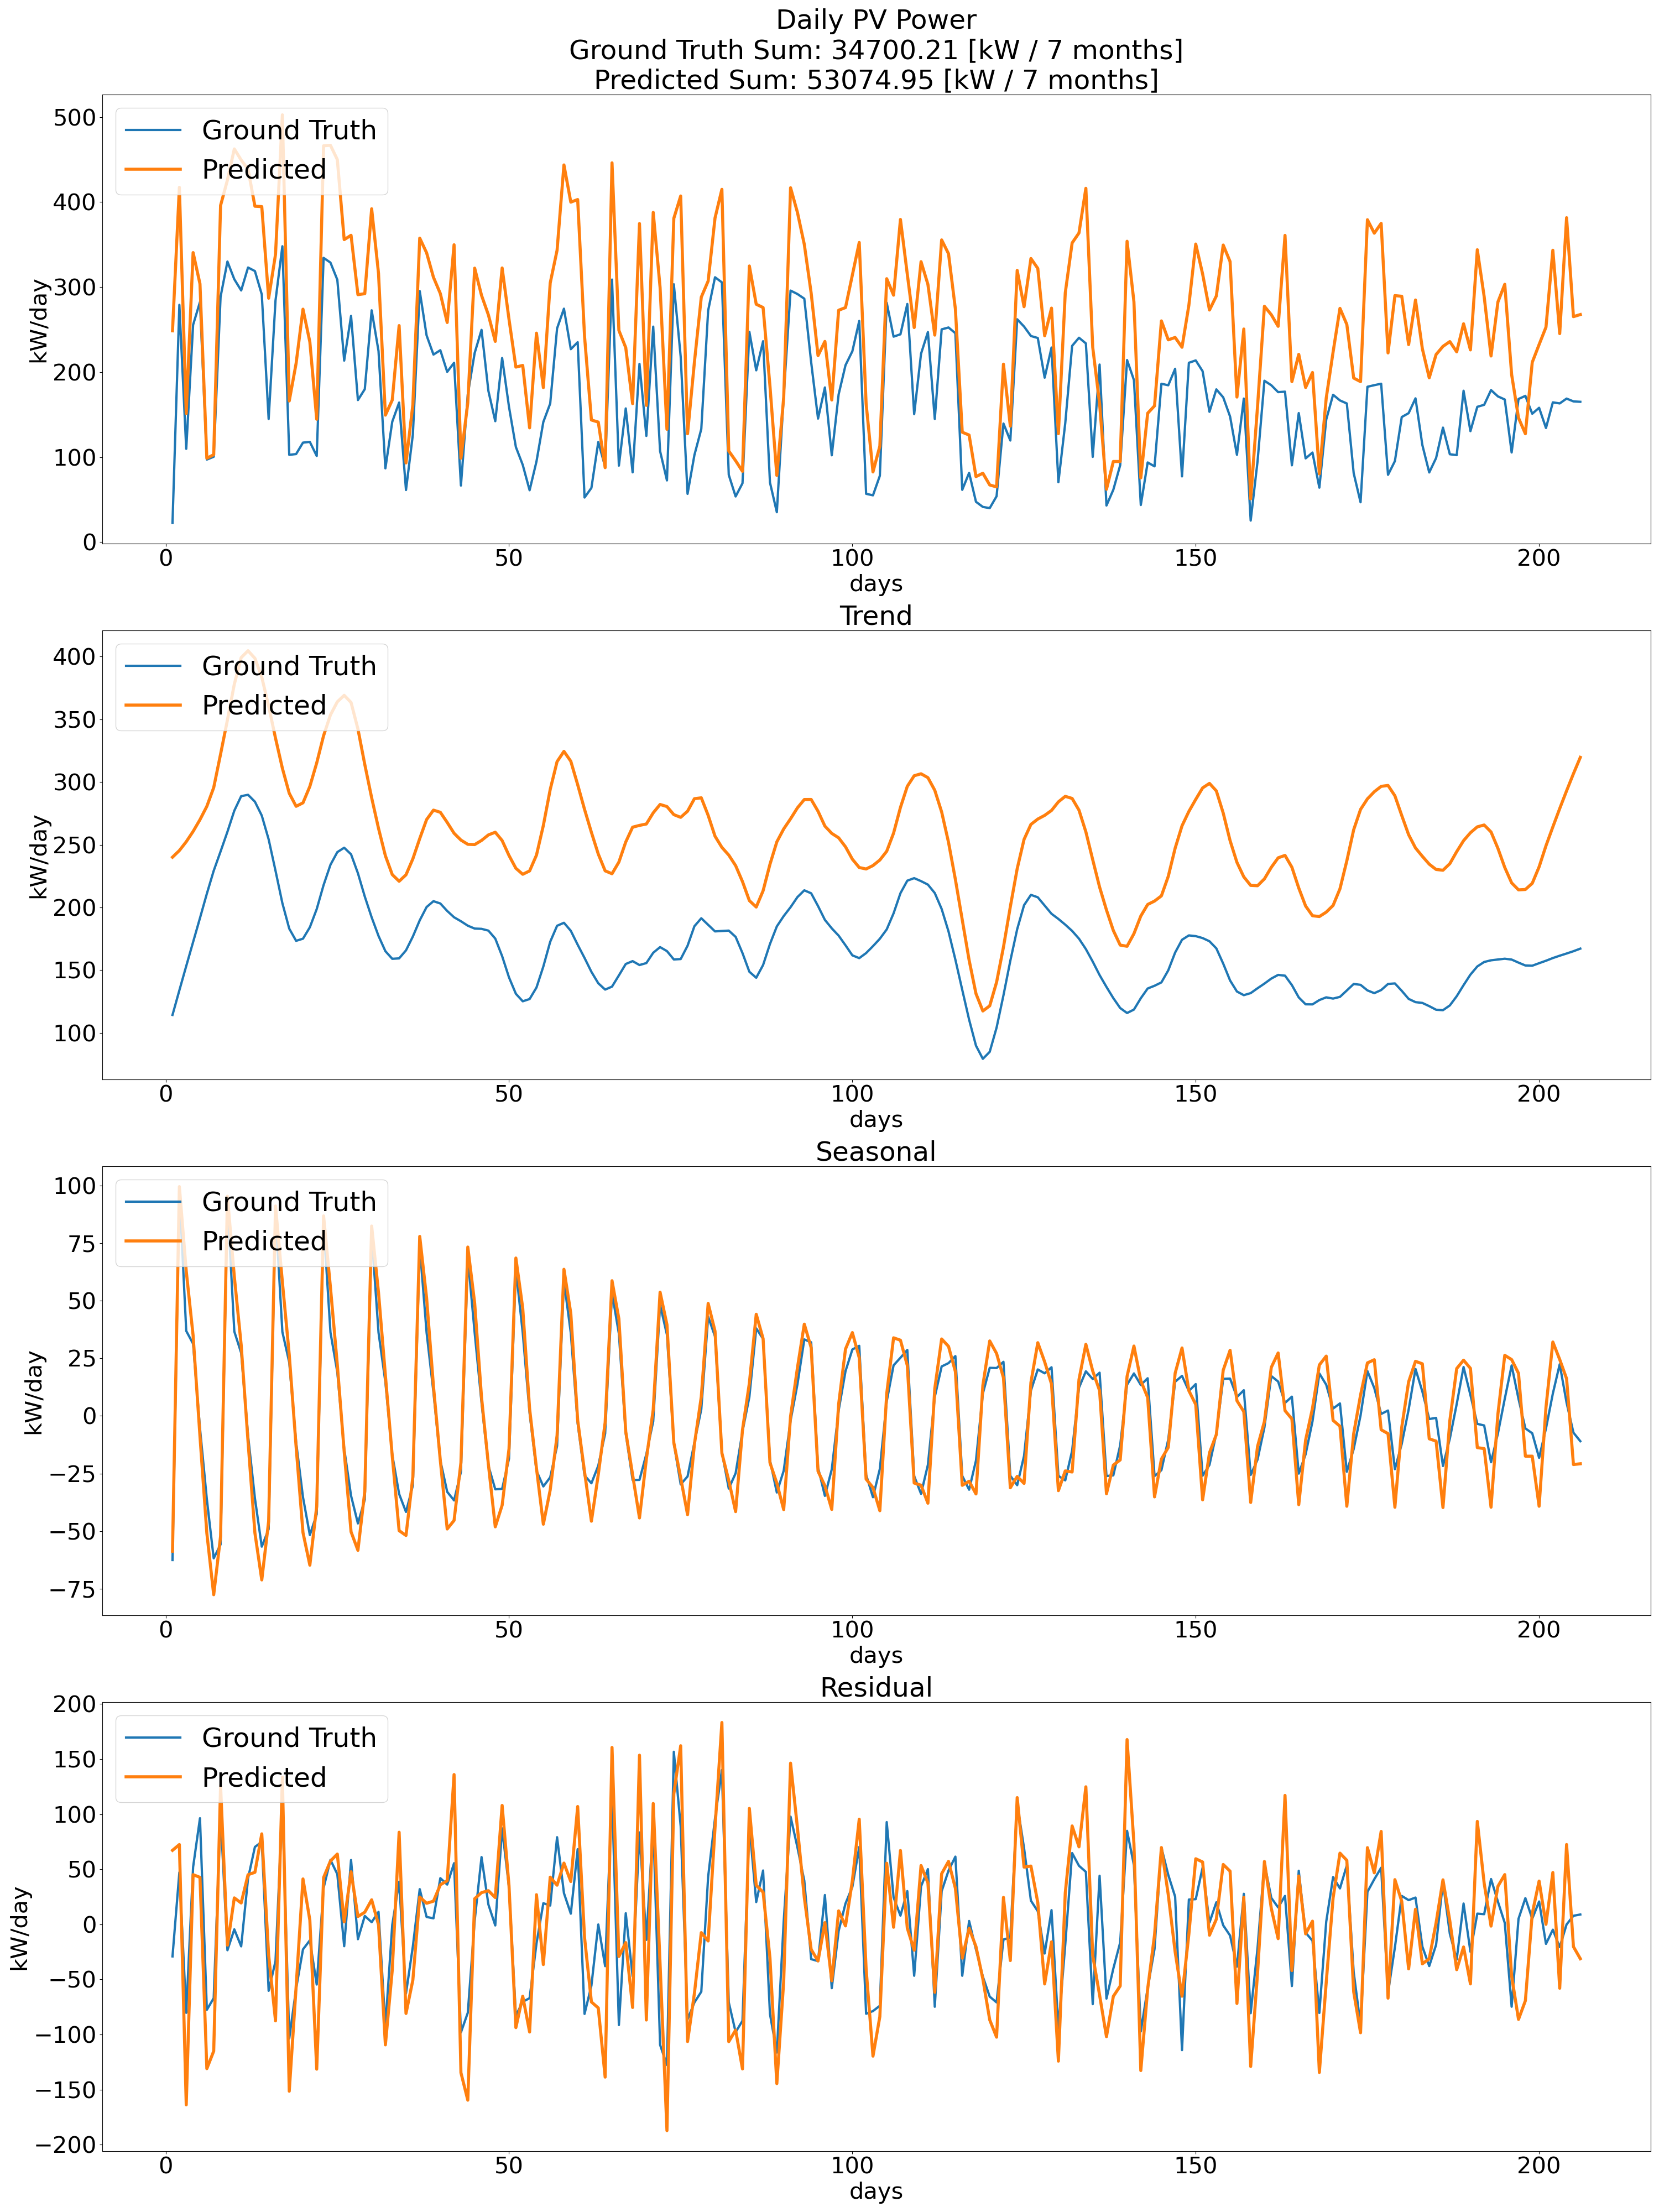 Daily PV Power
Ground Truth Sum: 34700.21 [kW / 7 months]
Predicted Sum: 53074.95 [kW / 7 months]
500
400
300
200
100
0
kW/day
Ground Truth
Predicted
0 50 100 150 200
days
Trend
400
350
300
250
200
150
100
kW/day
Ground Truth
Predicted
0 50 100 150 200
days
Seasonal
100
75
50
25
0
−25
−50
−75
kW/day
Ground Truth
Predicted
0 50 100 150 200
days
Residual
200
150
100
50
0
−50
−100
−150
−200
kW/day
Ground Truth
Predicted
0 50 100 150 200
days